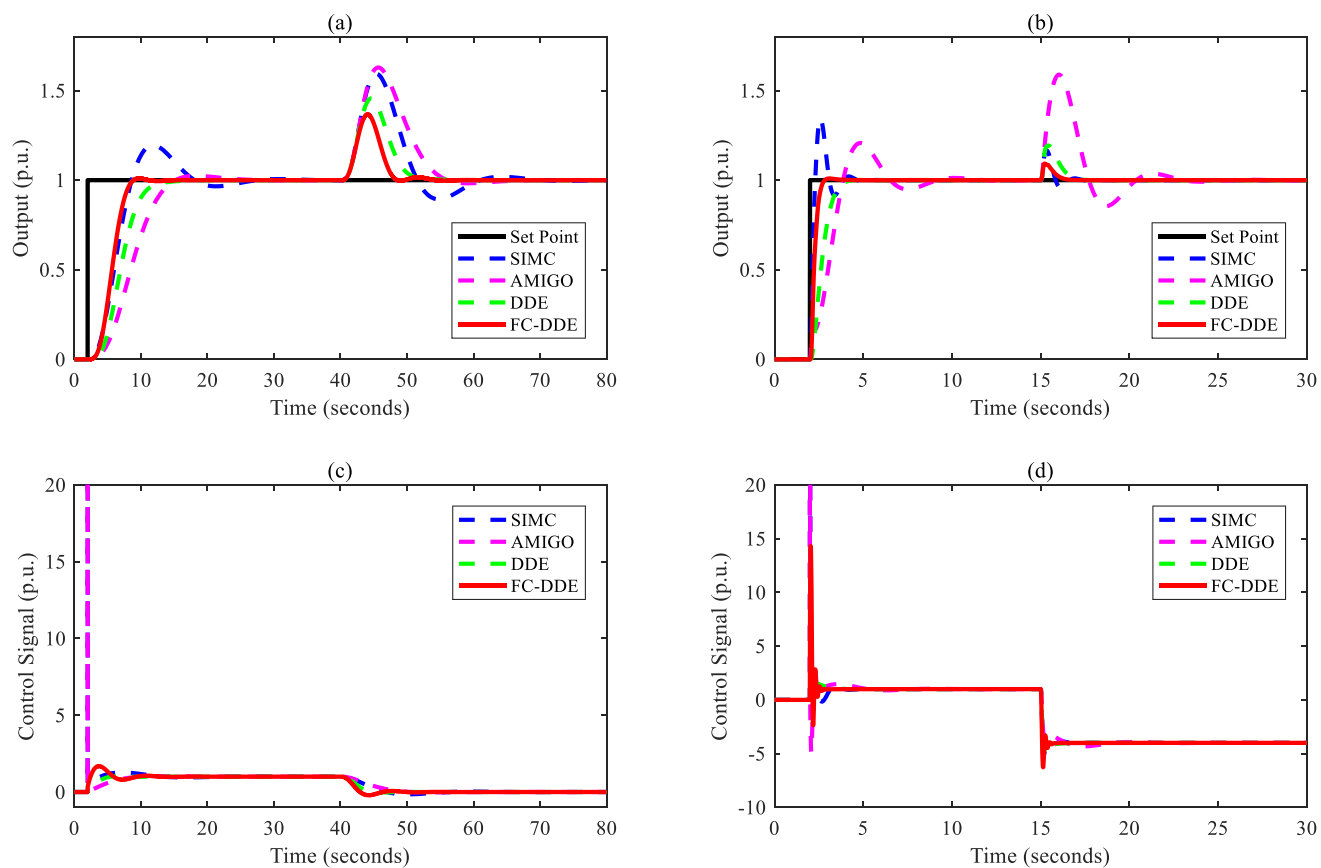 (a)
Output (p.u.)
1.5
1
0.5
0
Set Point
SIMC
AMIGO
DDE
FC-DDE
0 10 20 30 40 50 60 70 80
Time (seconds)
(b)
Output (p.u.)
1.5
1
0.5
0
Set Point
SIMC
AMIGO
DDE
FC-DDE
0 5 10 15 20 25 30
Time (seconds)
(c)
Control Signal (p.u.)
20
15
10
5
0
SIMC
AMIGO
DDE
FC-DDE
0 10 20 30 40 50 60 70 80
Time (seconds)
(d)
Control Signal (p.u.)
20
15
10
5
0
-5
-10
SIMC
AMIGO
DDE
FC-DDE
0 5 10 15 20 25 30
Time (seconds)